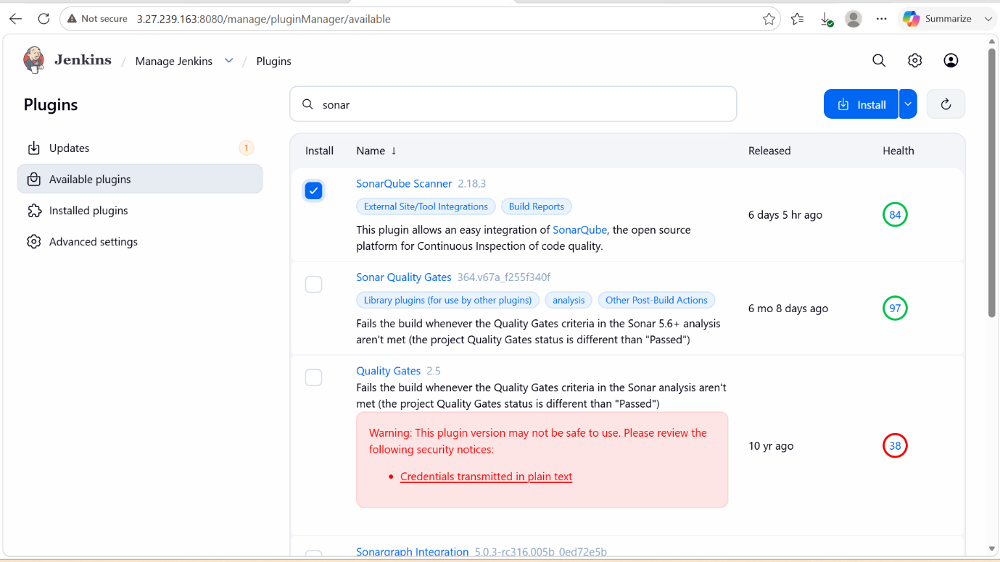 Not secure 3.27.239.163:8080/manage/pluginManager/available
Summarize
Jenkins / Manage Jenkins / Plugins
Plugins
sonar
Install
Updates 1
Available plugins
Installed plugins
Advanced settings
Install Name ↓ Released Health
SonarQube Scanner 2.18.3
External Site/Tool Integrations Build Reports
This plugin allows an easy integration of SonarQube, the open source
platform for Continuous Inspection of code quality.
6 days 5 hr ago
84
Sonar Quality Gates 364.v67a_f255f340f
Library plugins (for use by other plugins) analysis Other Post-Build Actions
Fails the build whenever the Quality Gates criteria in the Sonar 5.6+ analysis
aren't met (the project Quality Gates status is different than "Passed")
6 mo 8 days ago
97
Quality Gates 2.5
Fails the build whenever the Quality Gates criteria in the Sonar analysis aren't
met (the project Quality Gates status is different than "Passed")
Warning: This plugin version may not be safe to use. Please review the
following security notices:
• Credentials transmitted in plain text
10 yr ago
38
Sonargraph Integration 5.0.3-rc316.005b_0ed72e5b